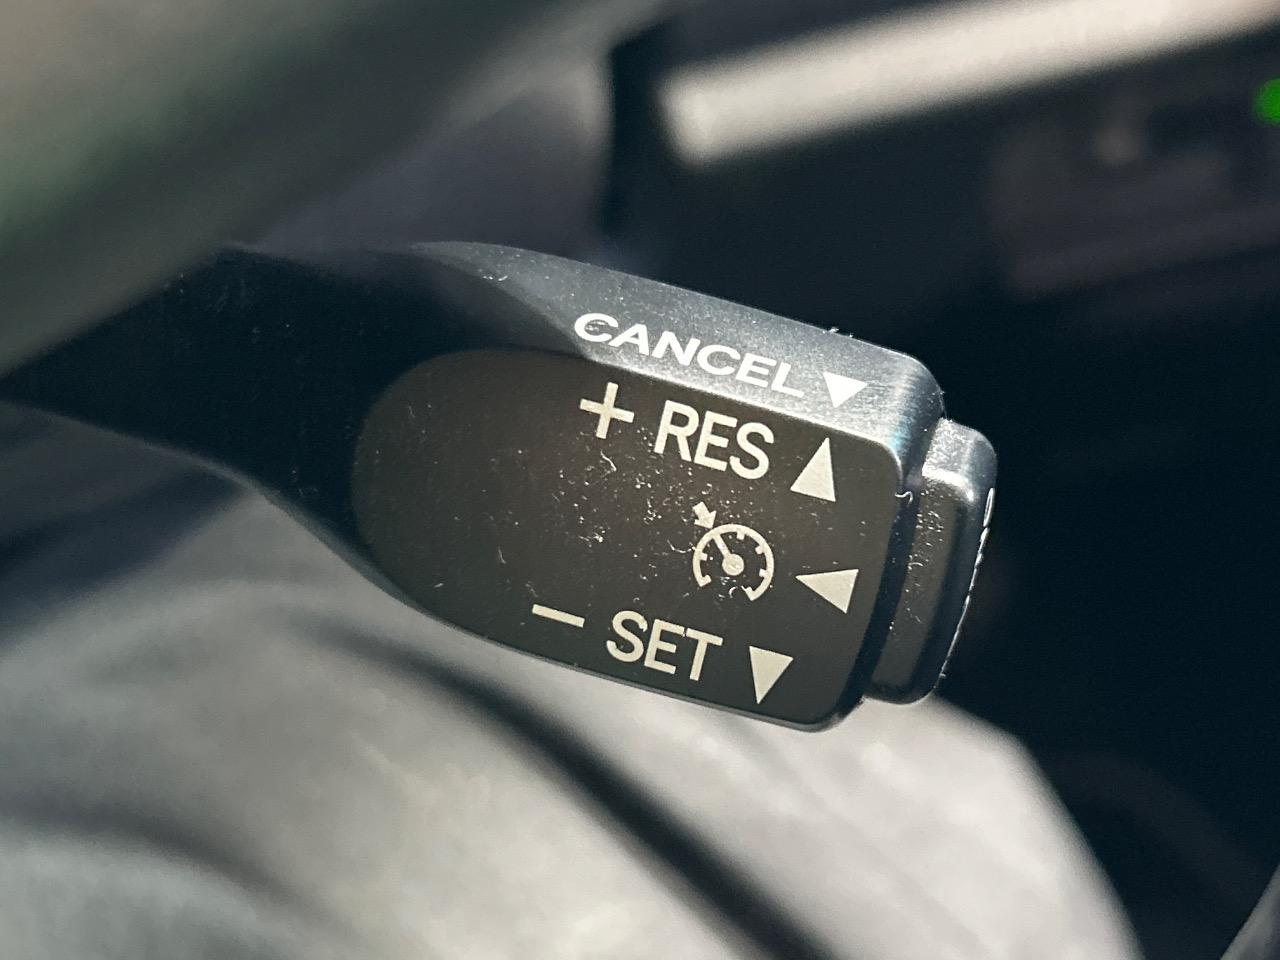 CANCEL ▼
+ RES ▲
◀
− SET ▼